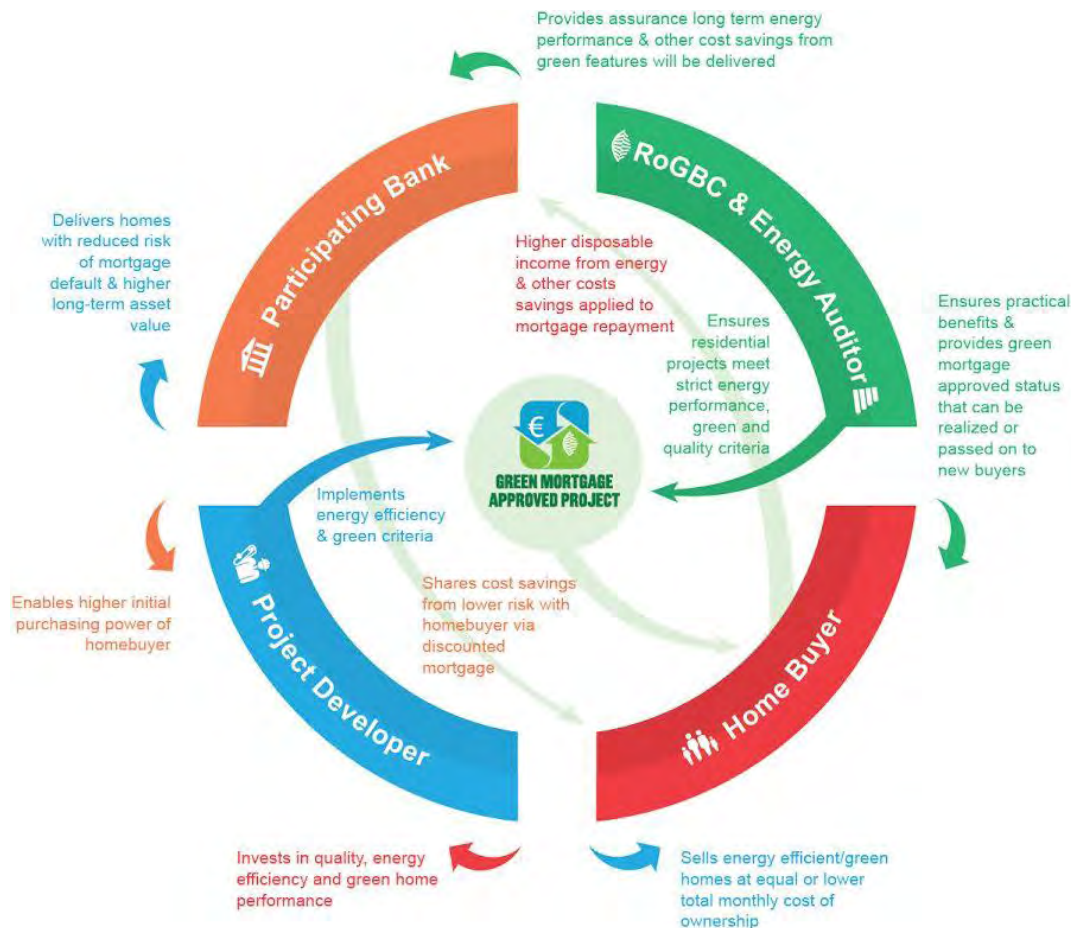 Provides assurance long term energy
performance & other cost savings from
green features will be delivered
Participating Bank
RoGBC & Energy Auditor
Delivers homes
with reduced risk
of mortgage
default & higher
long-term asset
value
Higher disposable
income from energy
& other costs
savings applied to
mortgage repayment
Ensures
residential
projects meet
strict energy
performance,
green and
quality criteria
Ensures practical
benefits &
provides green
mortgage
approved status
that can be
realized or
passed on to
new buyers
€
GREEN MORTGAGE
APPROVED PROJECT
Implements
energy efficiency
& green criteria
Enables higher initial
purchasing power of
homebuyer
Shares cost savings
from lower risk with
homebuyer via
discounted
mortgage
Project Developer
Home Buyer
Invests in quality, energy
efficiency and green home
performance
Sells energy efficient/green
homes at equal or lower
total monthly cost of
ownership